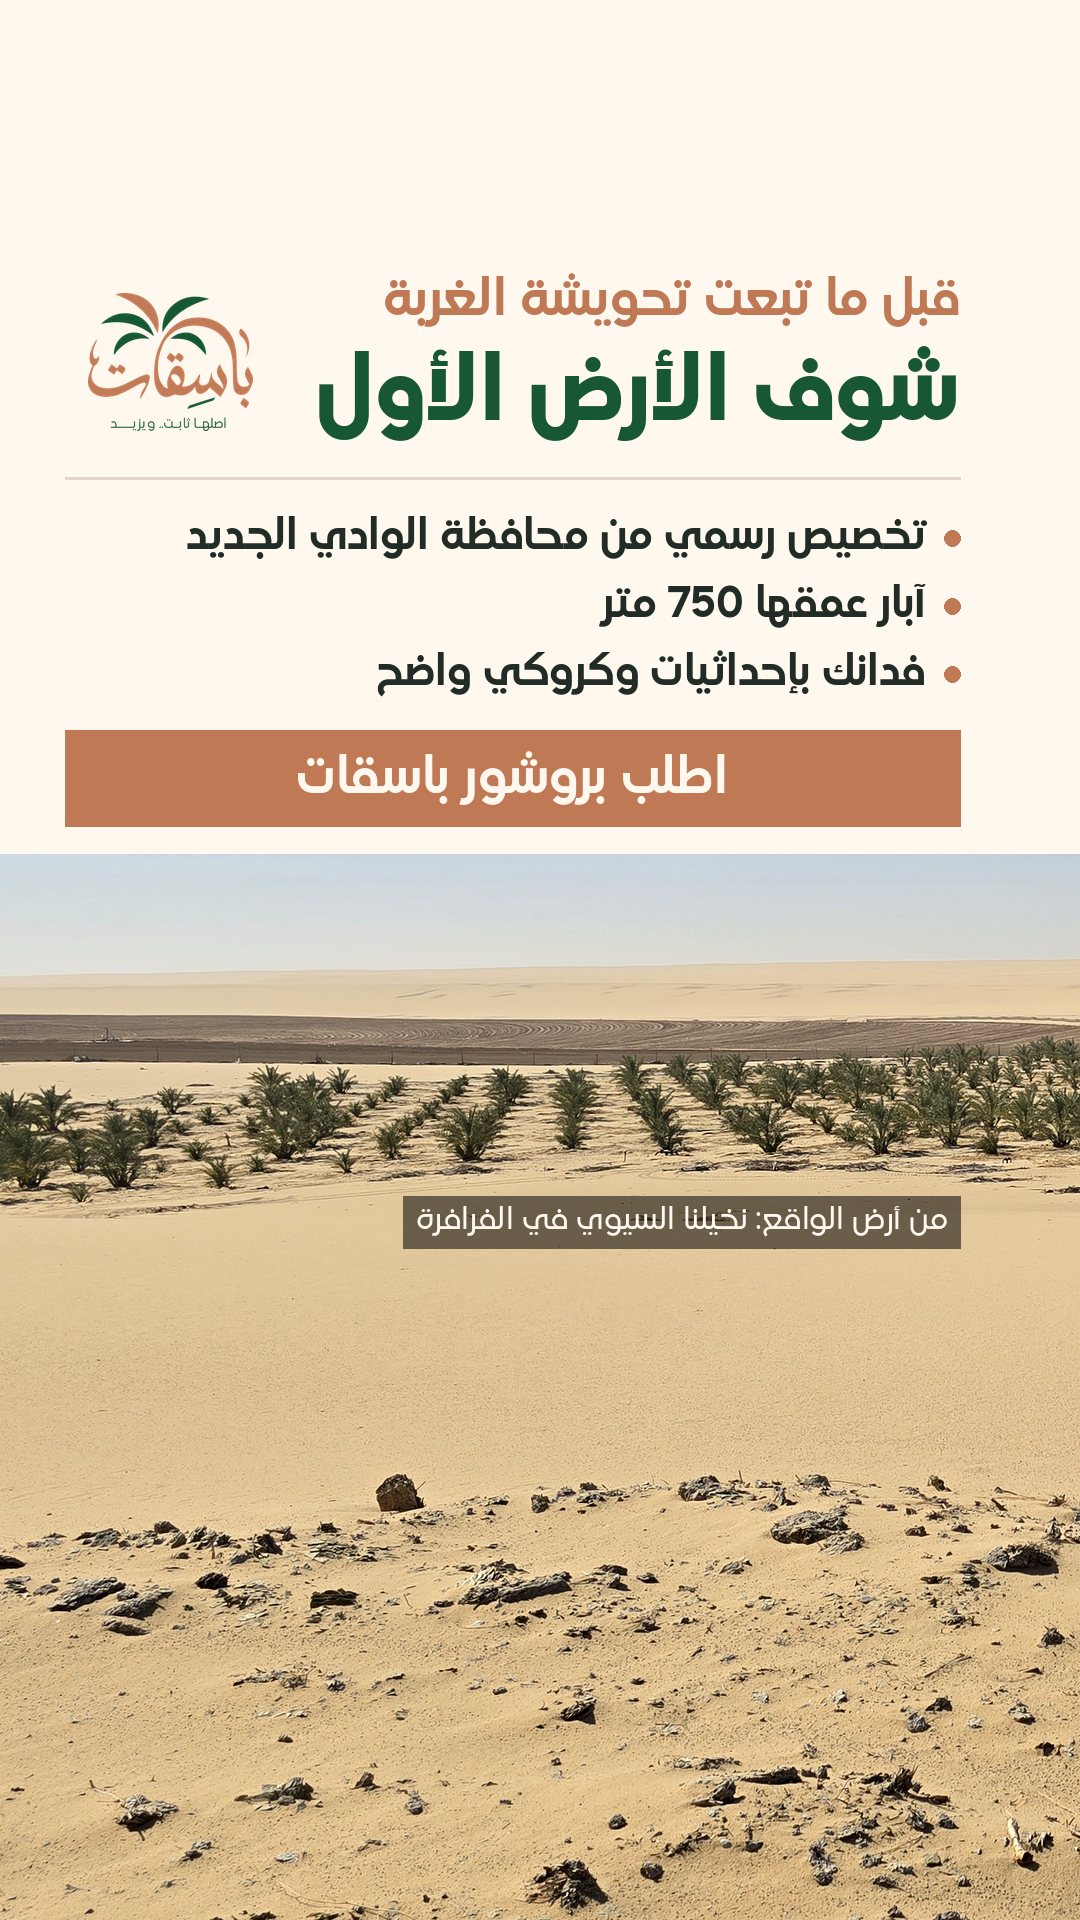 قبل ما تبعت تحويشة الغربة
شوف الأرض الأول
باسِقات
أصلها ثابت.. ويزيـــد
تخصيص رسمي من محافظة الوادي الجديد
آبار عمقها 750 متر
فدانك بإحداثيات وكروكي واضح
اطلب بروشور باسقات
من أرض الواقع: نخيلنا السيوي في الفرافرة